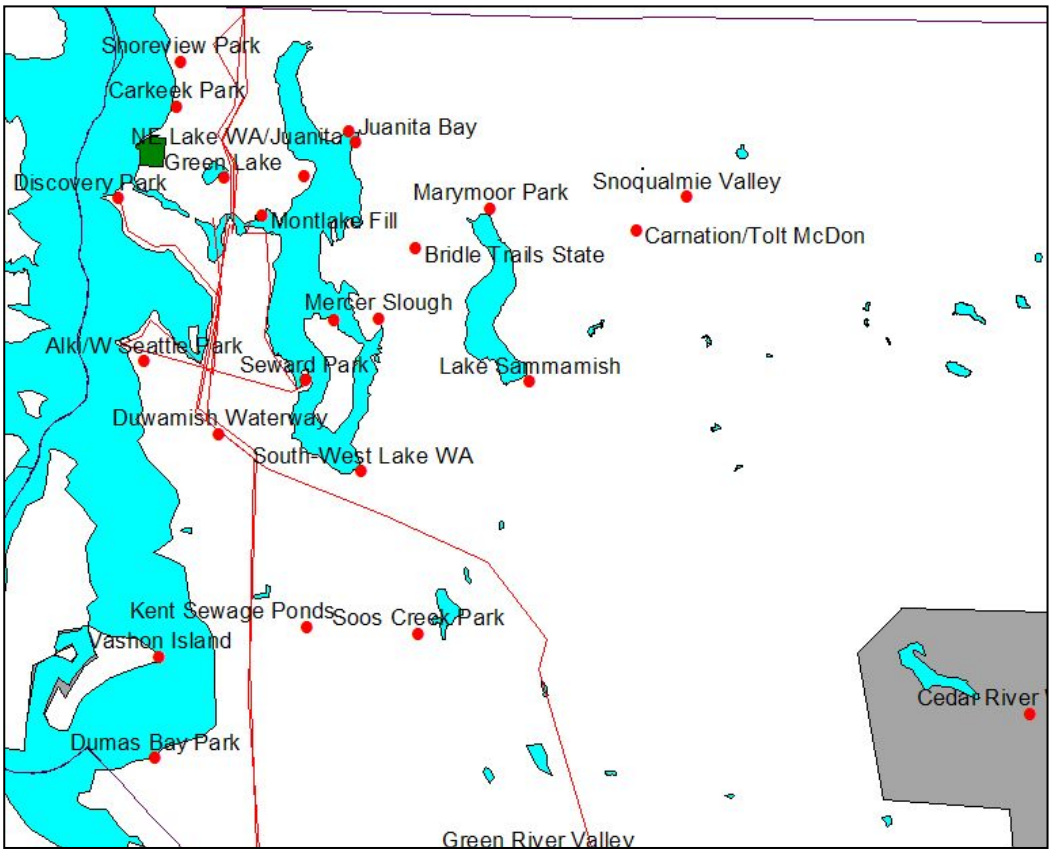 Shoreview Park
Carkeek Park
Juanita Bay
NE Lake WA/Juanita
Green Lake
Discovery Park
Snoqualmie Valley
Marymoor Park
Montlake Fill
Carnation/Tolt McDon
Bridle Trails State
Mercer Slough
Alki/W Seattle Park
Seward Park
Lake Sammamish
Duwamish Waterway
South-West Lake WA
Kent Sewage Ponds
Soos Creek Park
Vashon Island
Cedar River
Dumas Bay Park
Green River Valley